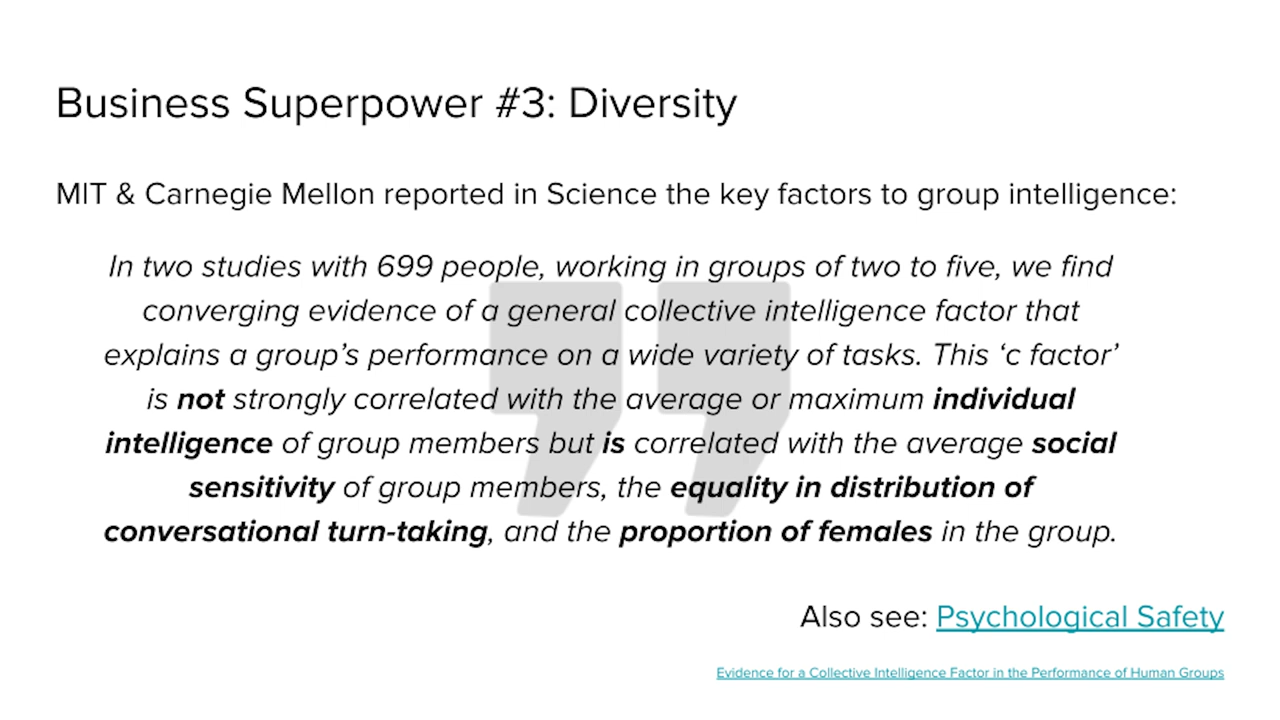 Business Superpower #3: Diversity
MIT & Carnegie Mellon reported in Science the key factors to group intelligence:
In two studies with 699 people, working in groups of two to five, we find
converging evidence of a general collective intelligence factor that
explains a group’s performance on a wide variety of tasks. This ‘c factor’
is not strongly correlated with the average or maximum individual
intelligence of group members but is correlated with the average social
sensitivity of group members, the equality in distribution of
conversational turn-taking, and the proportion of females in the group.
Also see: Psychological Safety
Evidence for a Collective Intelligence Factor in the Performance of Human Groups